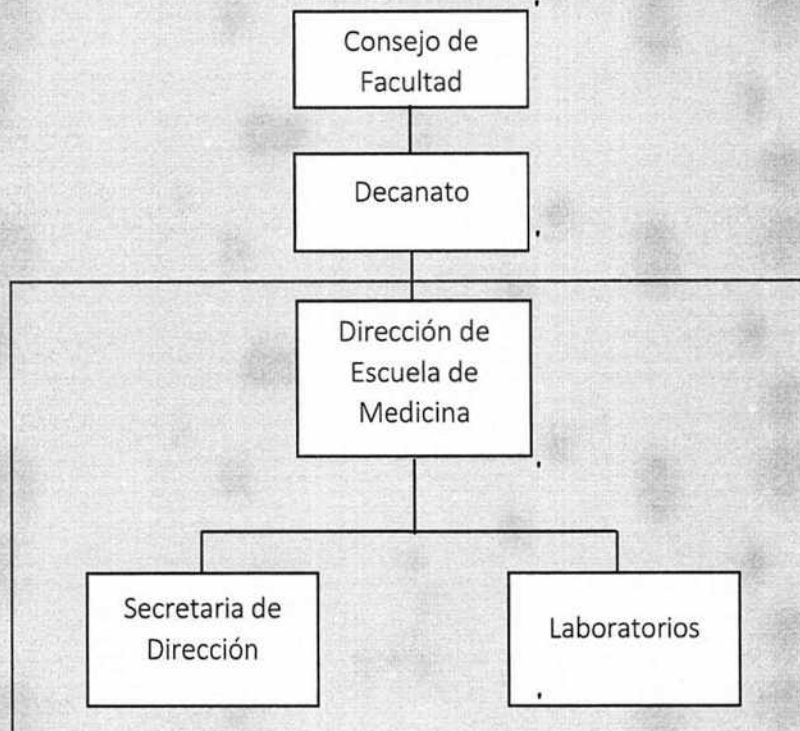 Consejo de
Facultad
Decanato
Dirección de
Escuela de
Medicina
Secretaria de
Dirección
Laboratorios